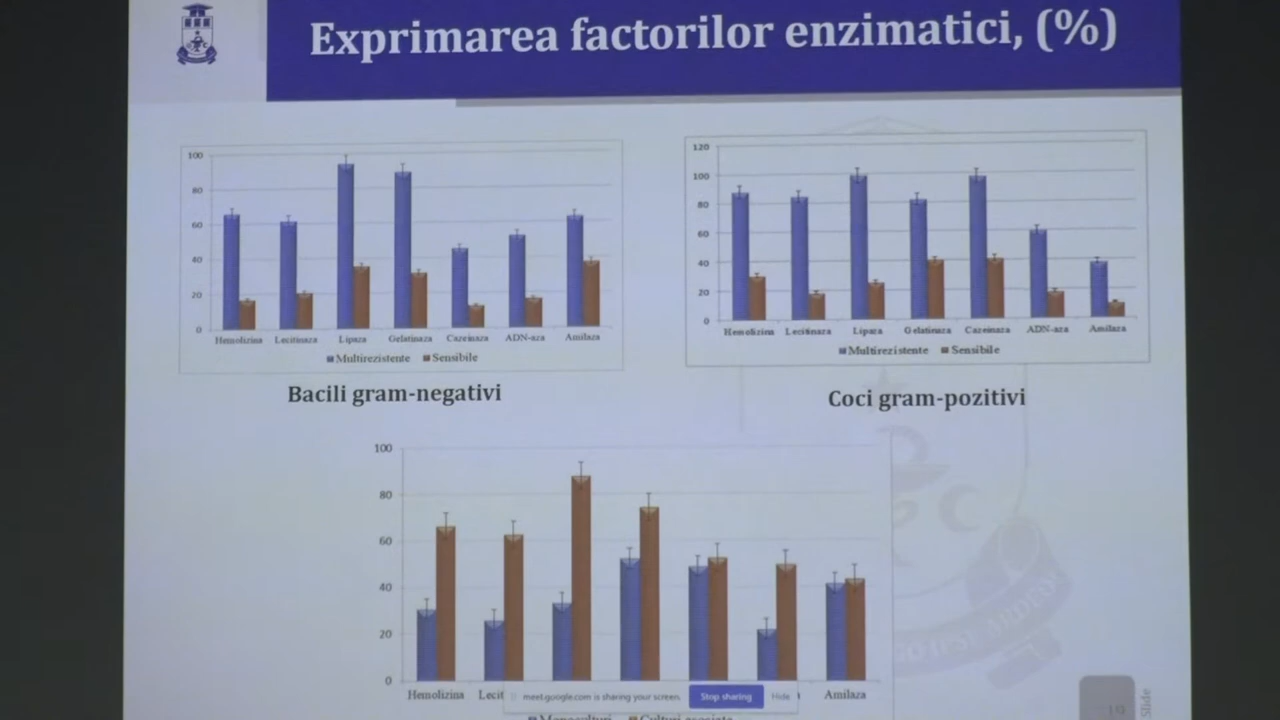 Exprimarea factorilor enzimatici, (%)
100
80
60
40
20
0
Hemolizina Lecitinaza Lipaza Gelatinaza Cazeinaza ADN-aza Amilaza
Multirezistente Sensibile
Bacili gram-negativi
120
100
80
60
40
20
0
Hemolizina Lecitinaza Lipaza Gelatinaza Cazeinaza ADN-aza Amilaza
Multirezistente Sensibile
Coci gram-pozitivi
100
80
60
40
20
0
Hemolizina Lecit Amilaza
meet.google.com is sharing your screen. Stop sharing Hide
Slide